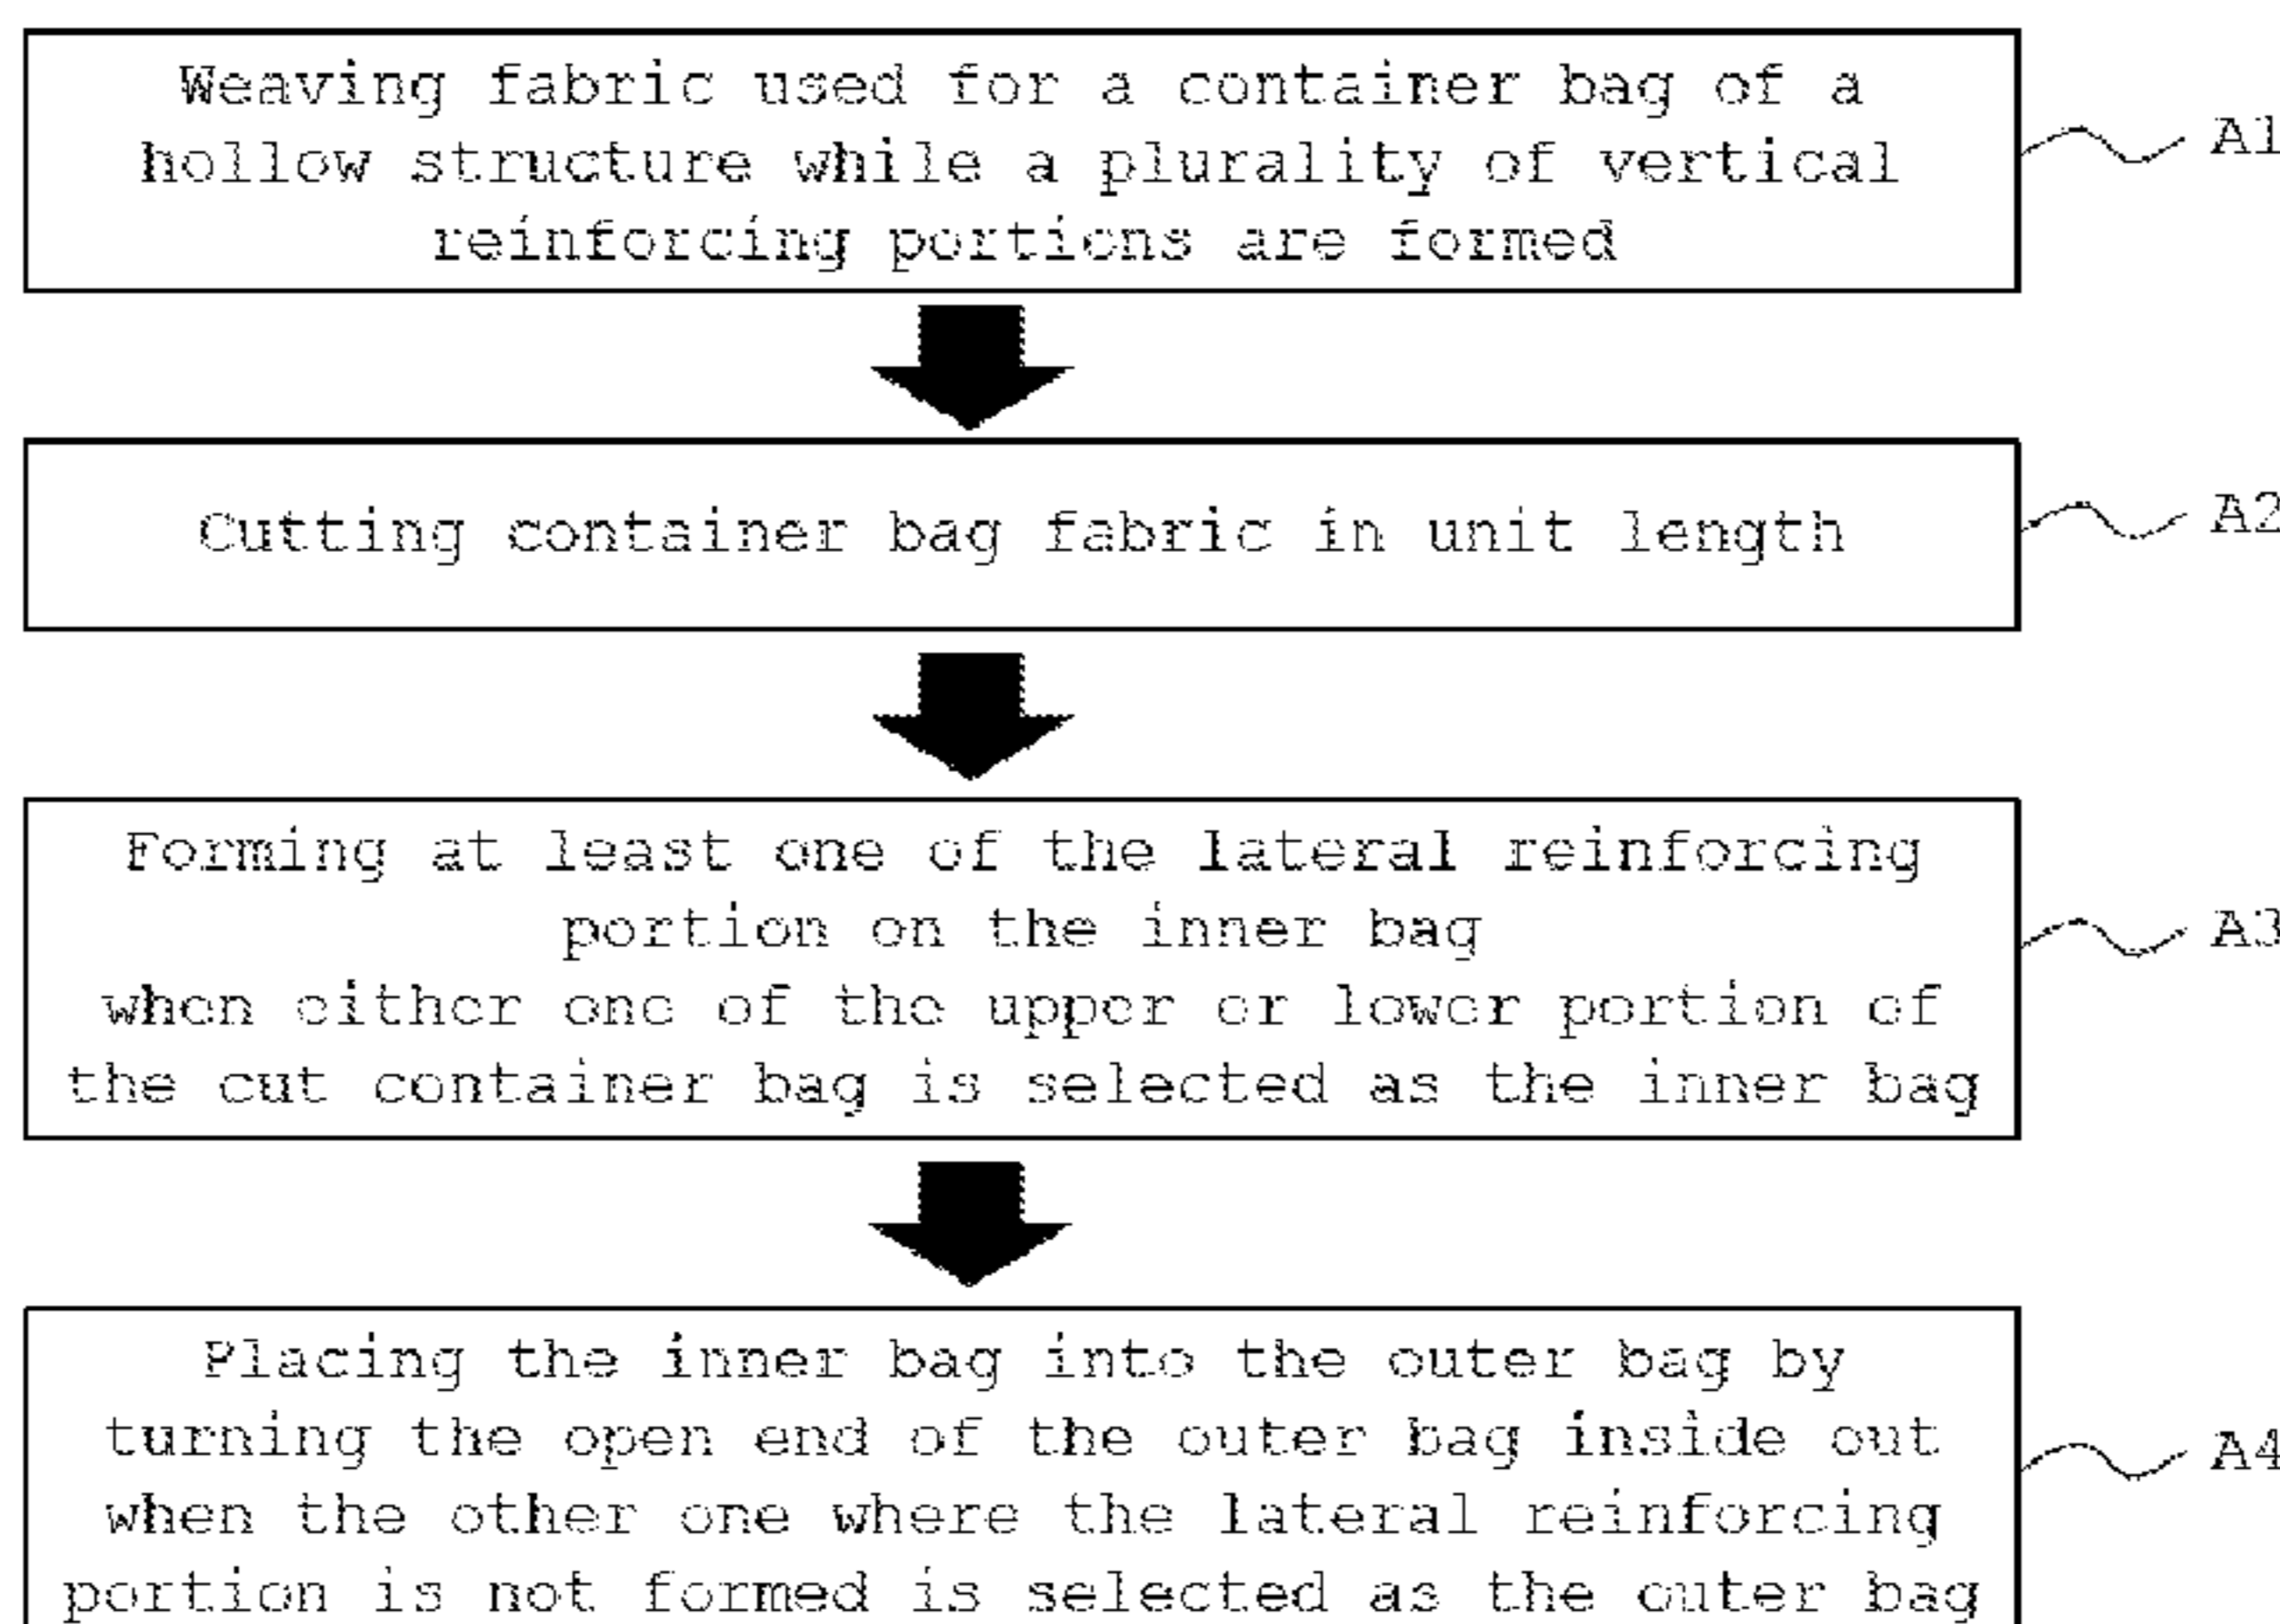 Weaving fabric used for a container bag of a
hollow structure while a plurality of vertical
reinforcing portions are formed
A1
Cutting container bag fabric in unit length
A2
Forming at least one of the lateral reinforcing
portion on the inner bag
when either one of the upper or lower portion of
the cut container bag is selected as the inner bag
A3
Placing the inner bag into the outer bag by
turning the open end of the outer bag inside out
when the other one where the lateral reinforcing
portion is not formed is selected as the outer bag
A4